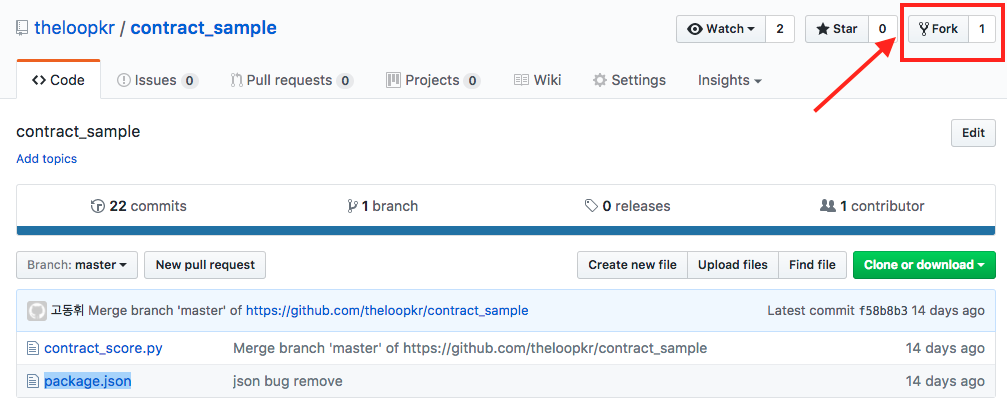 theloopkr / contract_sample
Watch 2 Star 0 Fork 1
Code Issues 0 Pull requests 0 Projects 0 Wiki Settings Insights
contract_sample
Edit
Add topics
22 commits 1 branch 0 releases 1 contributor
Branch: master New pull request Create new file Upload files Find file Clone or download
고동휘 Merge branch 'master' of https://github.com/theloopkr/contract_sample Latest commit f58b8b3 14 days ago
contract_score.py Merge branch 'master' of https://github.com/theloopkr/contract_sample 14 days ago
package.json json bug remove 14 days ago